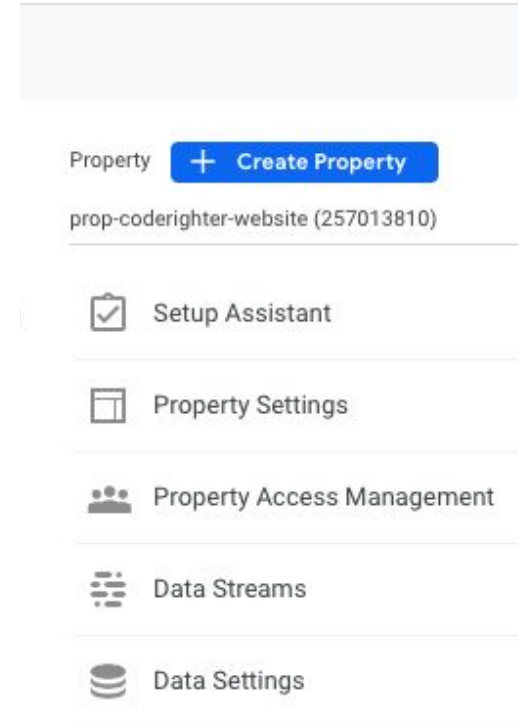 Property + Create Property
prop-coderighter-website (257013810)
Setup Assistant
Property Settings
Property Access Management
Data Streams
Data Settings